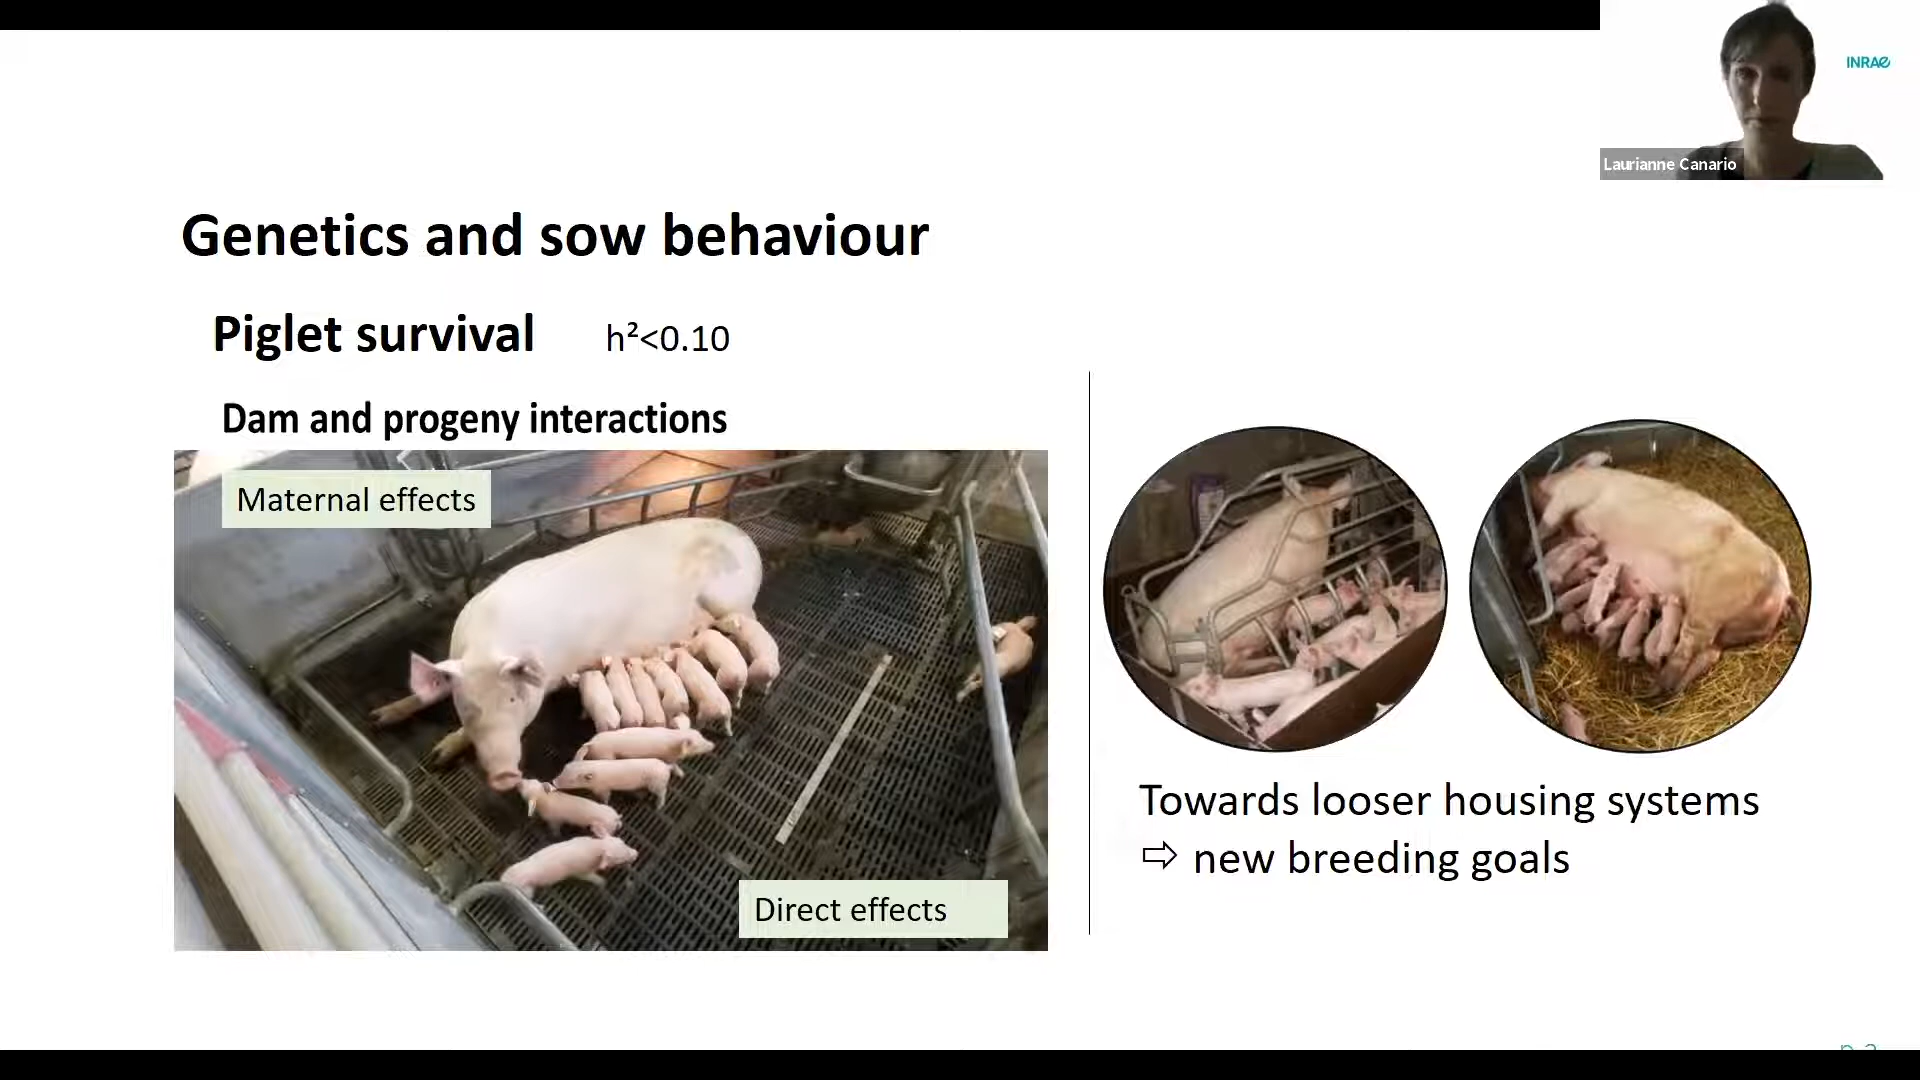 INRAE
Laurianne Canario
Genetics and sow behaviour
Piglet survival h²<0.10
Dam and progeny interactions
Maternal effects
Direct effects
Towards looser housing systems
⇨ new breeding goals